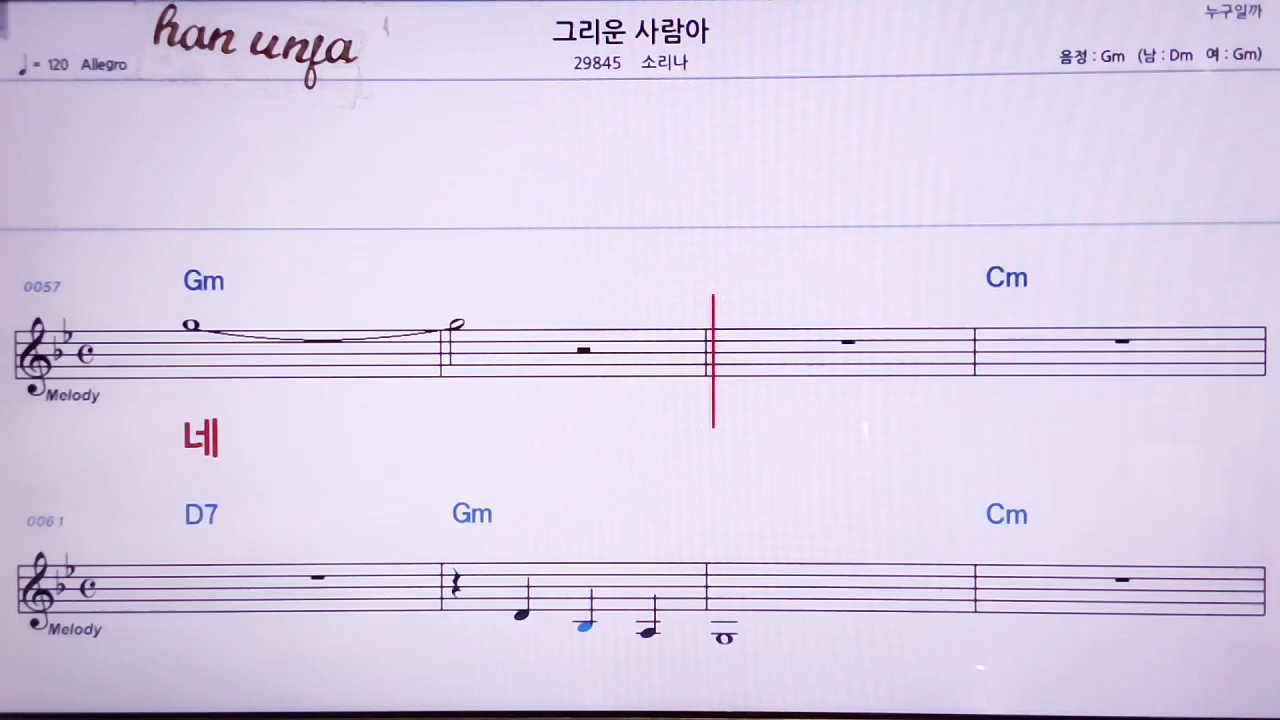 han unfa
그리운 사람아
누구일까
♩= 120 Allegro
29845 소리나
음정 : Gm (남 : Dm 여 : Gm)
0057
Gm
Cm
Melody
네
0061
D7
Gm
Cm
Melody